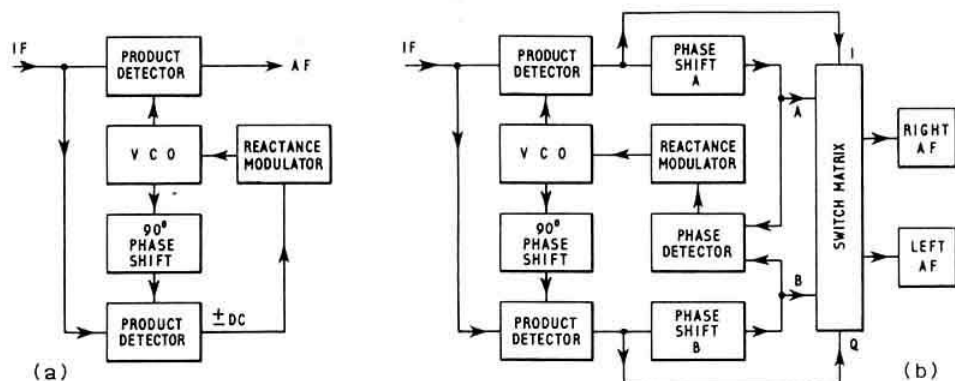 IF
PRODUCT
DETECTOR
AF
VCO
REACTANCE
MODULATOR
90°
PHASE
SHIFT
PRODUCT
DETECTOR
± DC
(a)
IF
PRODUCT
DETECTOR
PHASE
SHIFT
A
I
A
VCO
REACTANCE
MODULATOR
90°
PHASE
SHIFT
PHASE
DETECTOR
B
PRODUCT
DETECTOR
PHASE
SHIFT
B
SWITCH MATRIX
RIGHT
AF
LEFT
AF
Q
(b)